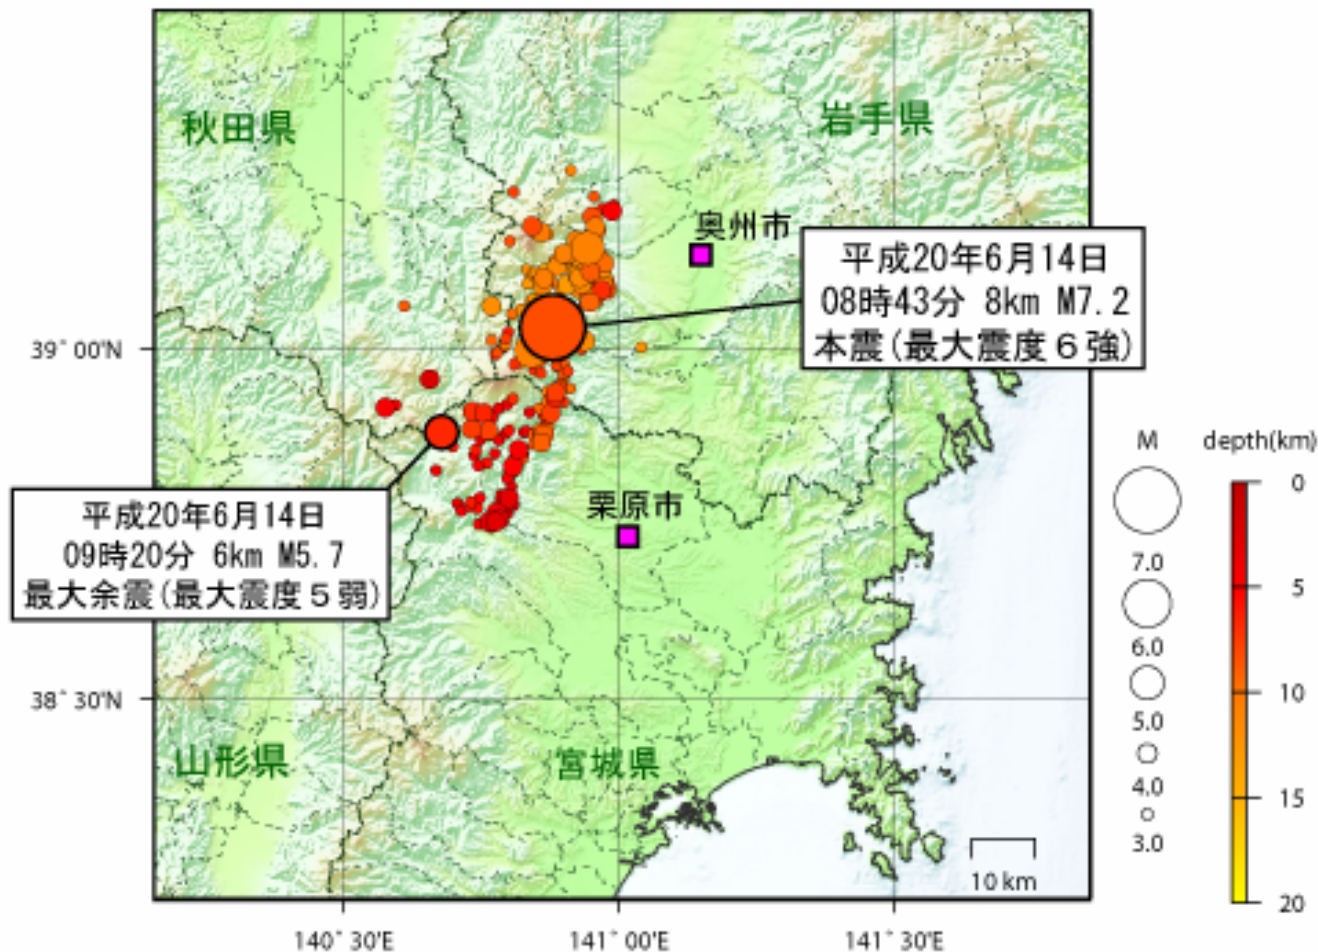 秋田県
岩手県
奥州市
平成20年6月14日
08時43分 8km M7.2
本震(最大震度6強)
39°00'N
平成20年6月14日
09時20分 6km M5.7
最大余震(最大震度5弱)
栗原市
38°30'N
山形県
宮城県
10 km
140°30'E
141°00'E
141°30'E
M
7.0
6.0
5.0
4.0
3.0
depth(km)
0
5
10
15
20